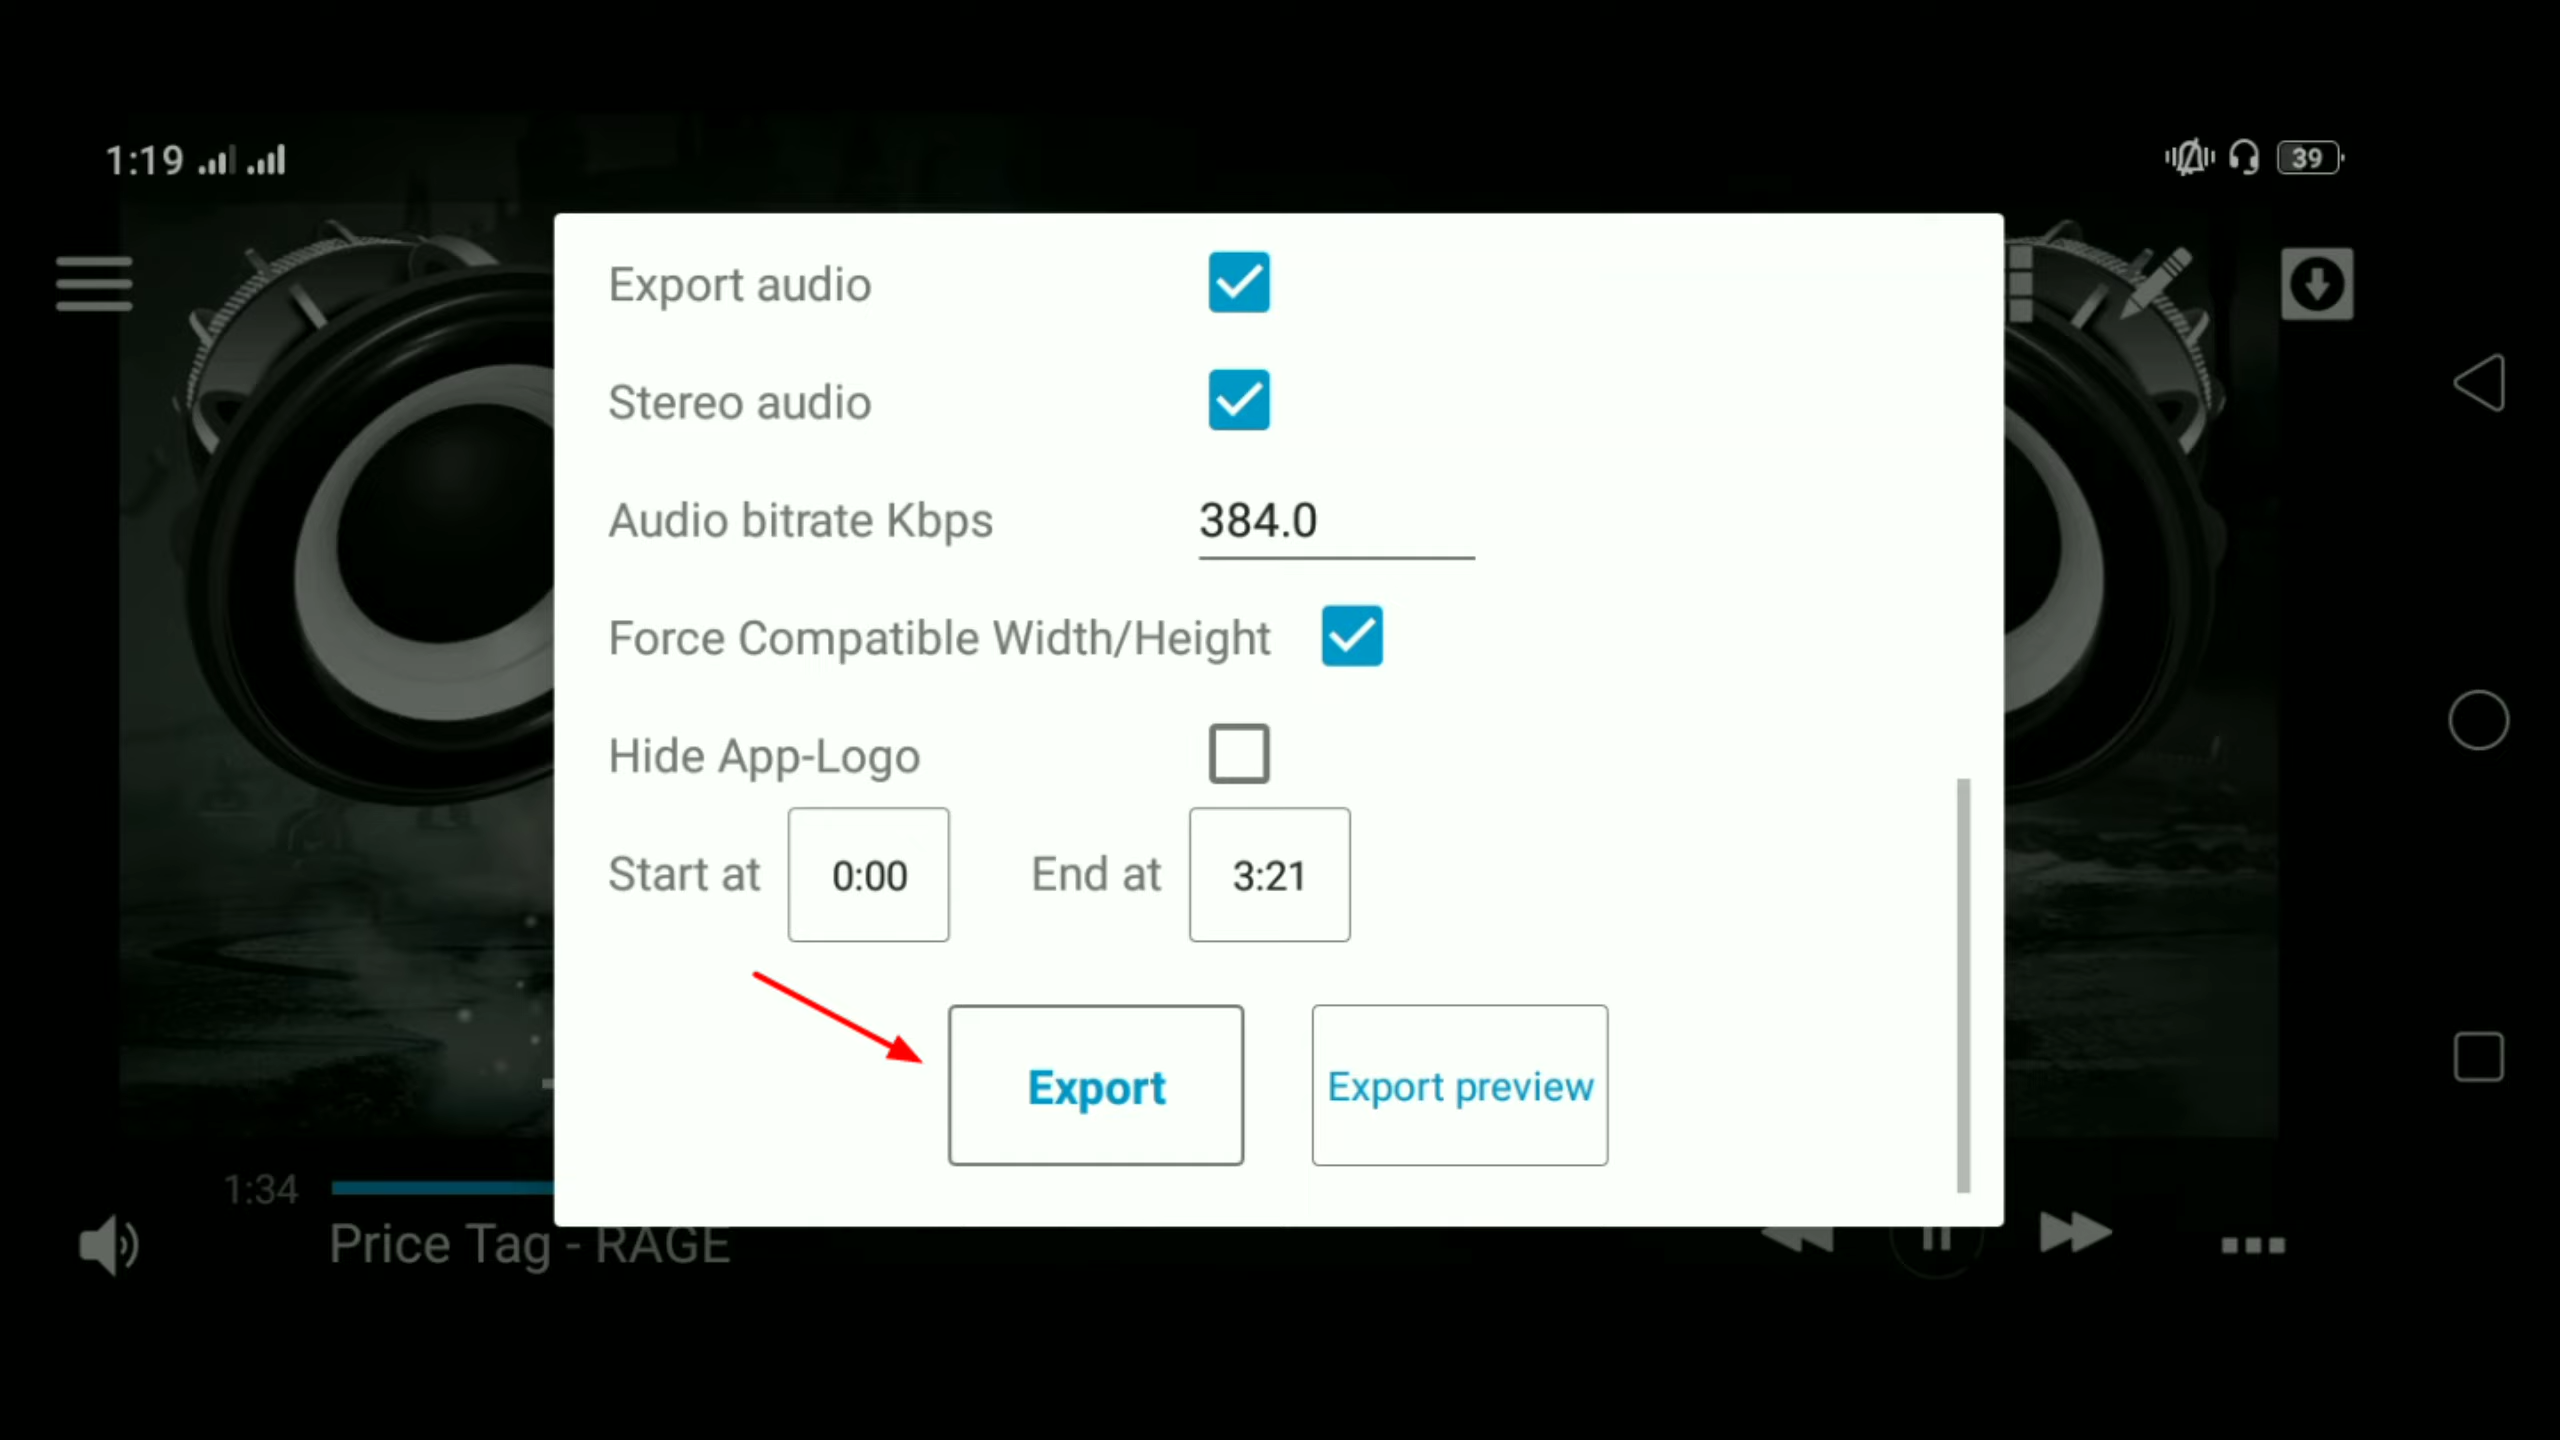 1:19
39
Export audio
Stereo audio
Audio bitrate Kbps 384.0
Force Compatible Width/Height
Hide App-Logo
Start at 0:00 End at 3:21
Export Export preview
1:34
Price Tag - RAGE